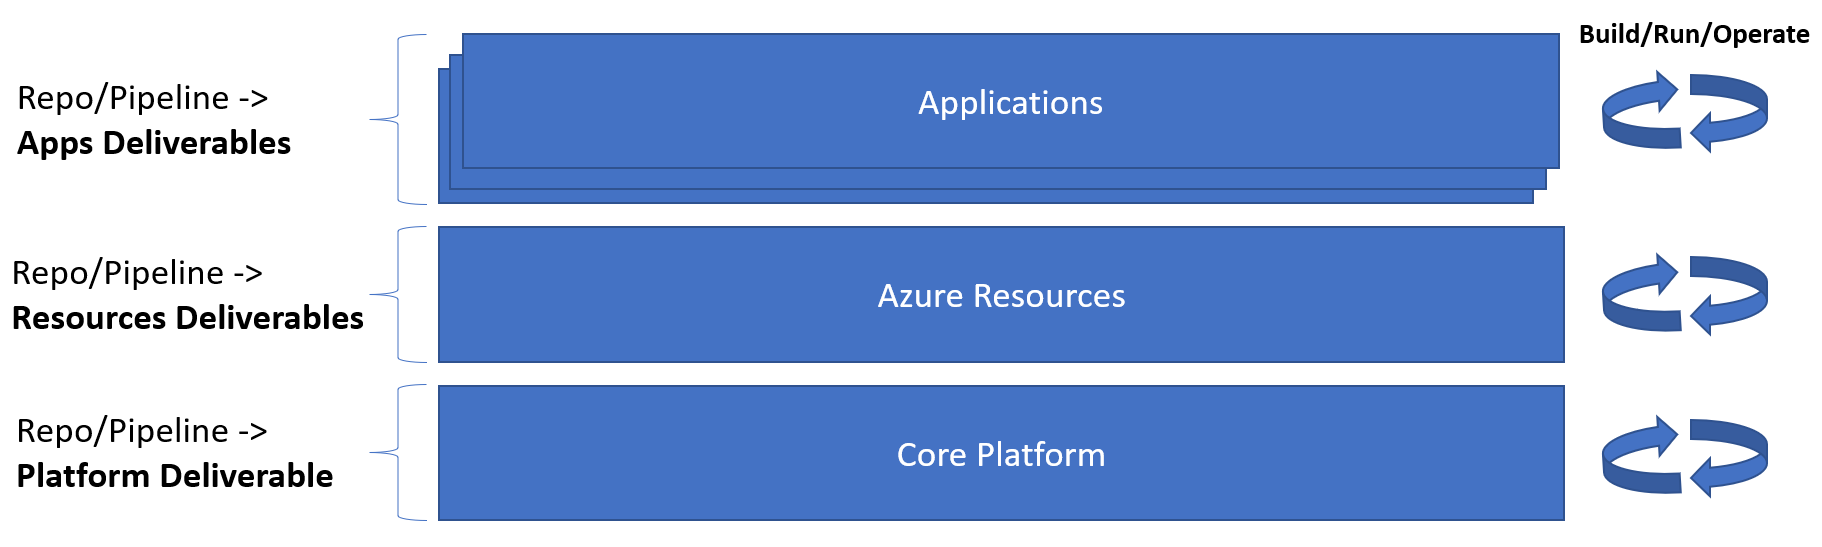 Build/Run/Operate
Repo/Pipeline ->
Apps Deliverables
Applications
Repo/Pipeline ->
Resources Deliverables
Azure Resources
Repo/Pipeline ->
Platform Deliverable
Core Platform